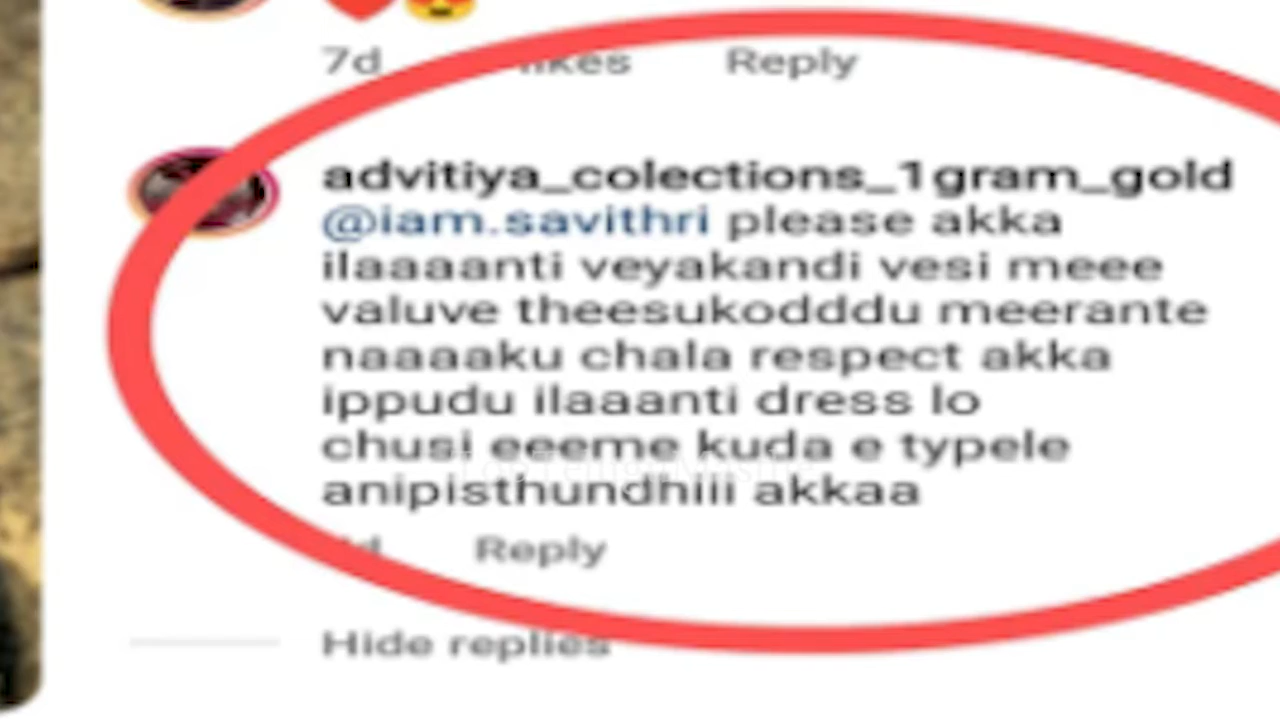 7d likes Reply
advitiya_colections_1gram_gold
@iam.savithri please akka
ilaaaanti veyakandi vesi meee
valuve theesukodddu meerante
naaaaku chala respect akka
ippudu ilaaanti dress lo
chusi eeeme kuda e typele
anipisthundhiii akkaa
Reply
Hide replies